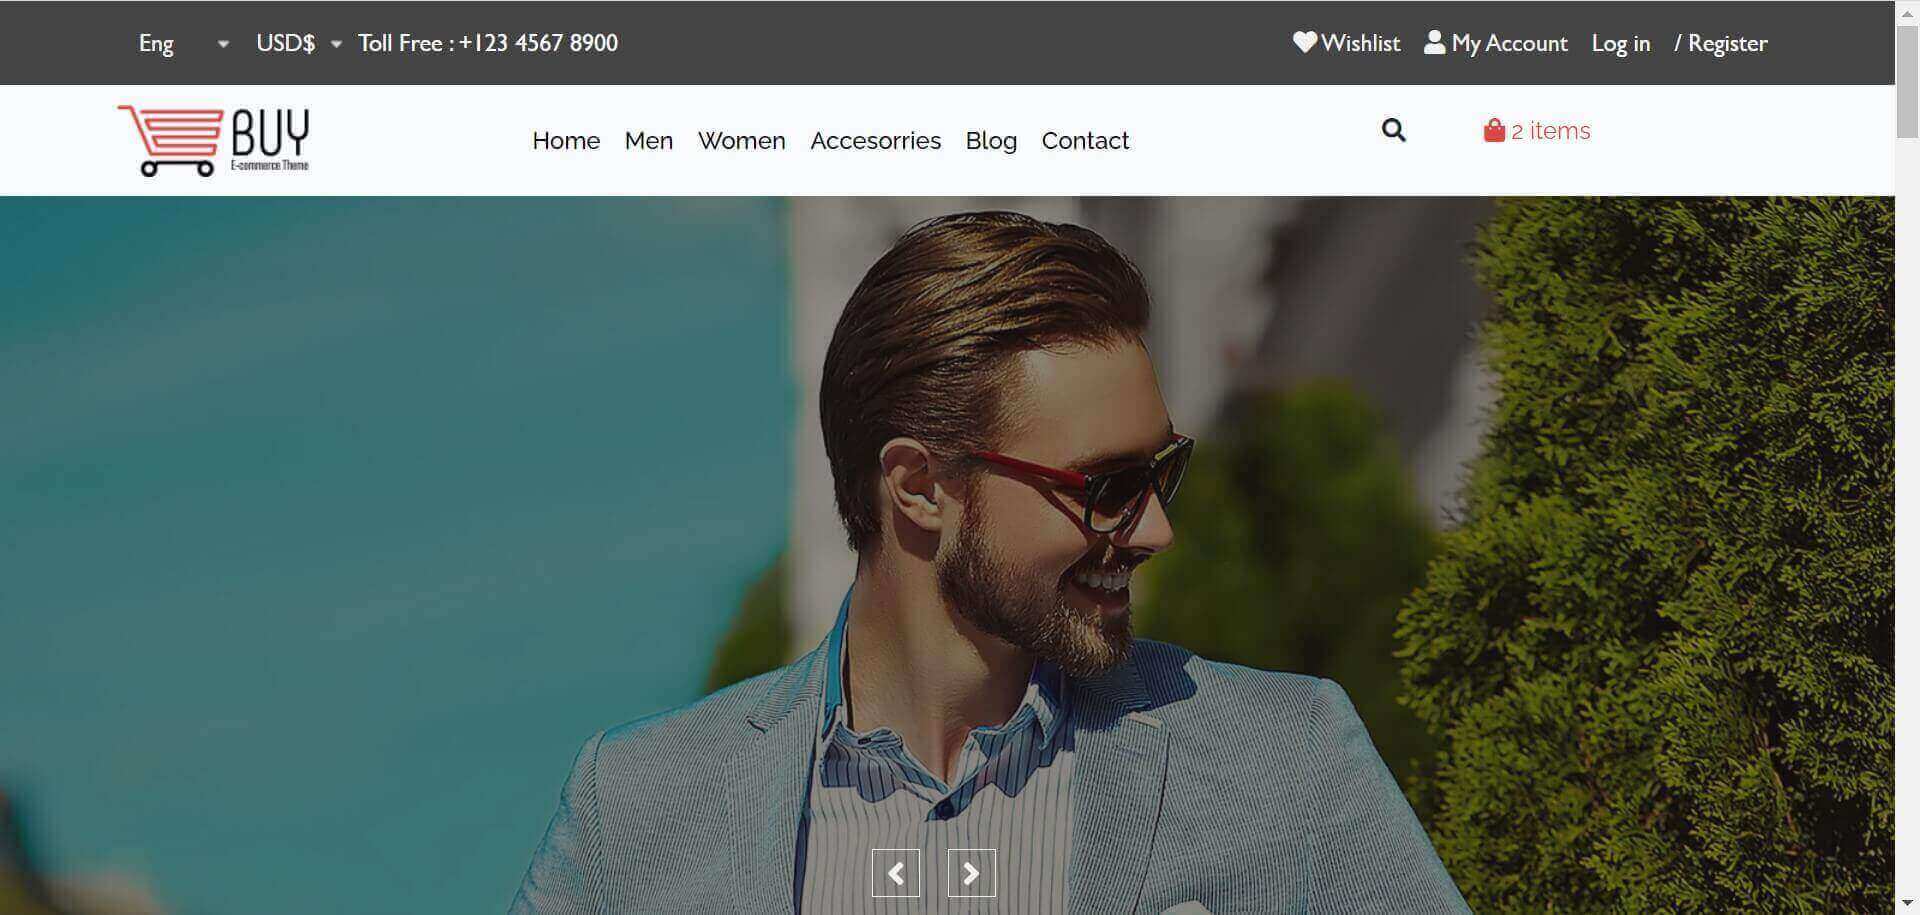 Eng USD$ Toll Free : +123 4567 8900 Wishlist My Account Log in / Register
BUY
E-commerce Theme
Home Men Women Accesorries Blog Contact
2 items